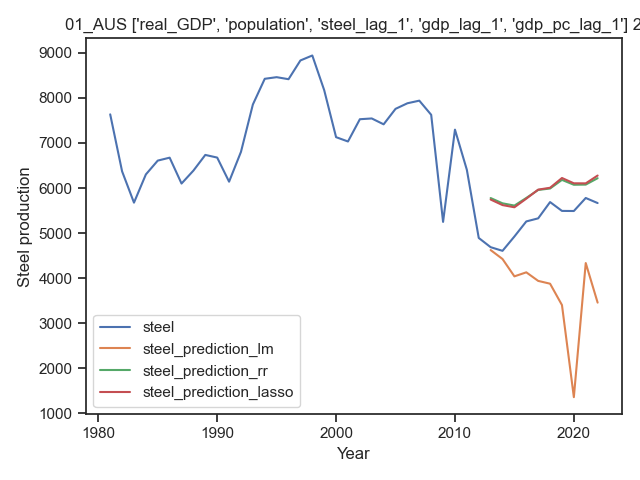 01_AUS ['real_GDP', 'population', 'steel_lag_1', 'gdp_lag_1', 'gdp_pc_lag_1'] 2
9000
8000
7000
6000
5000
4000
3000
2000
1000
Steel production
steel
steel_prediction_lm
steel_prediction_rr
steel_prediction_lasso
1980
1990
2000
2010
2020
Year